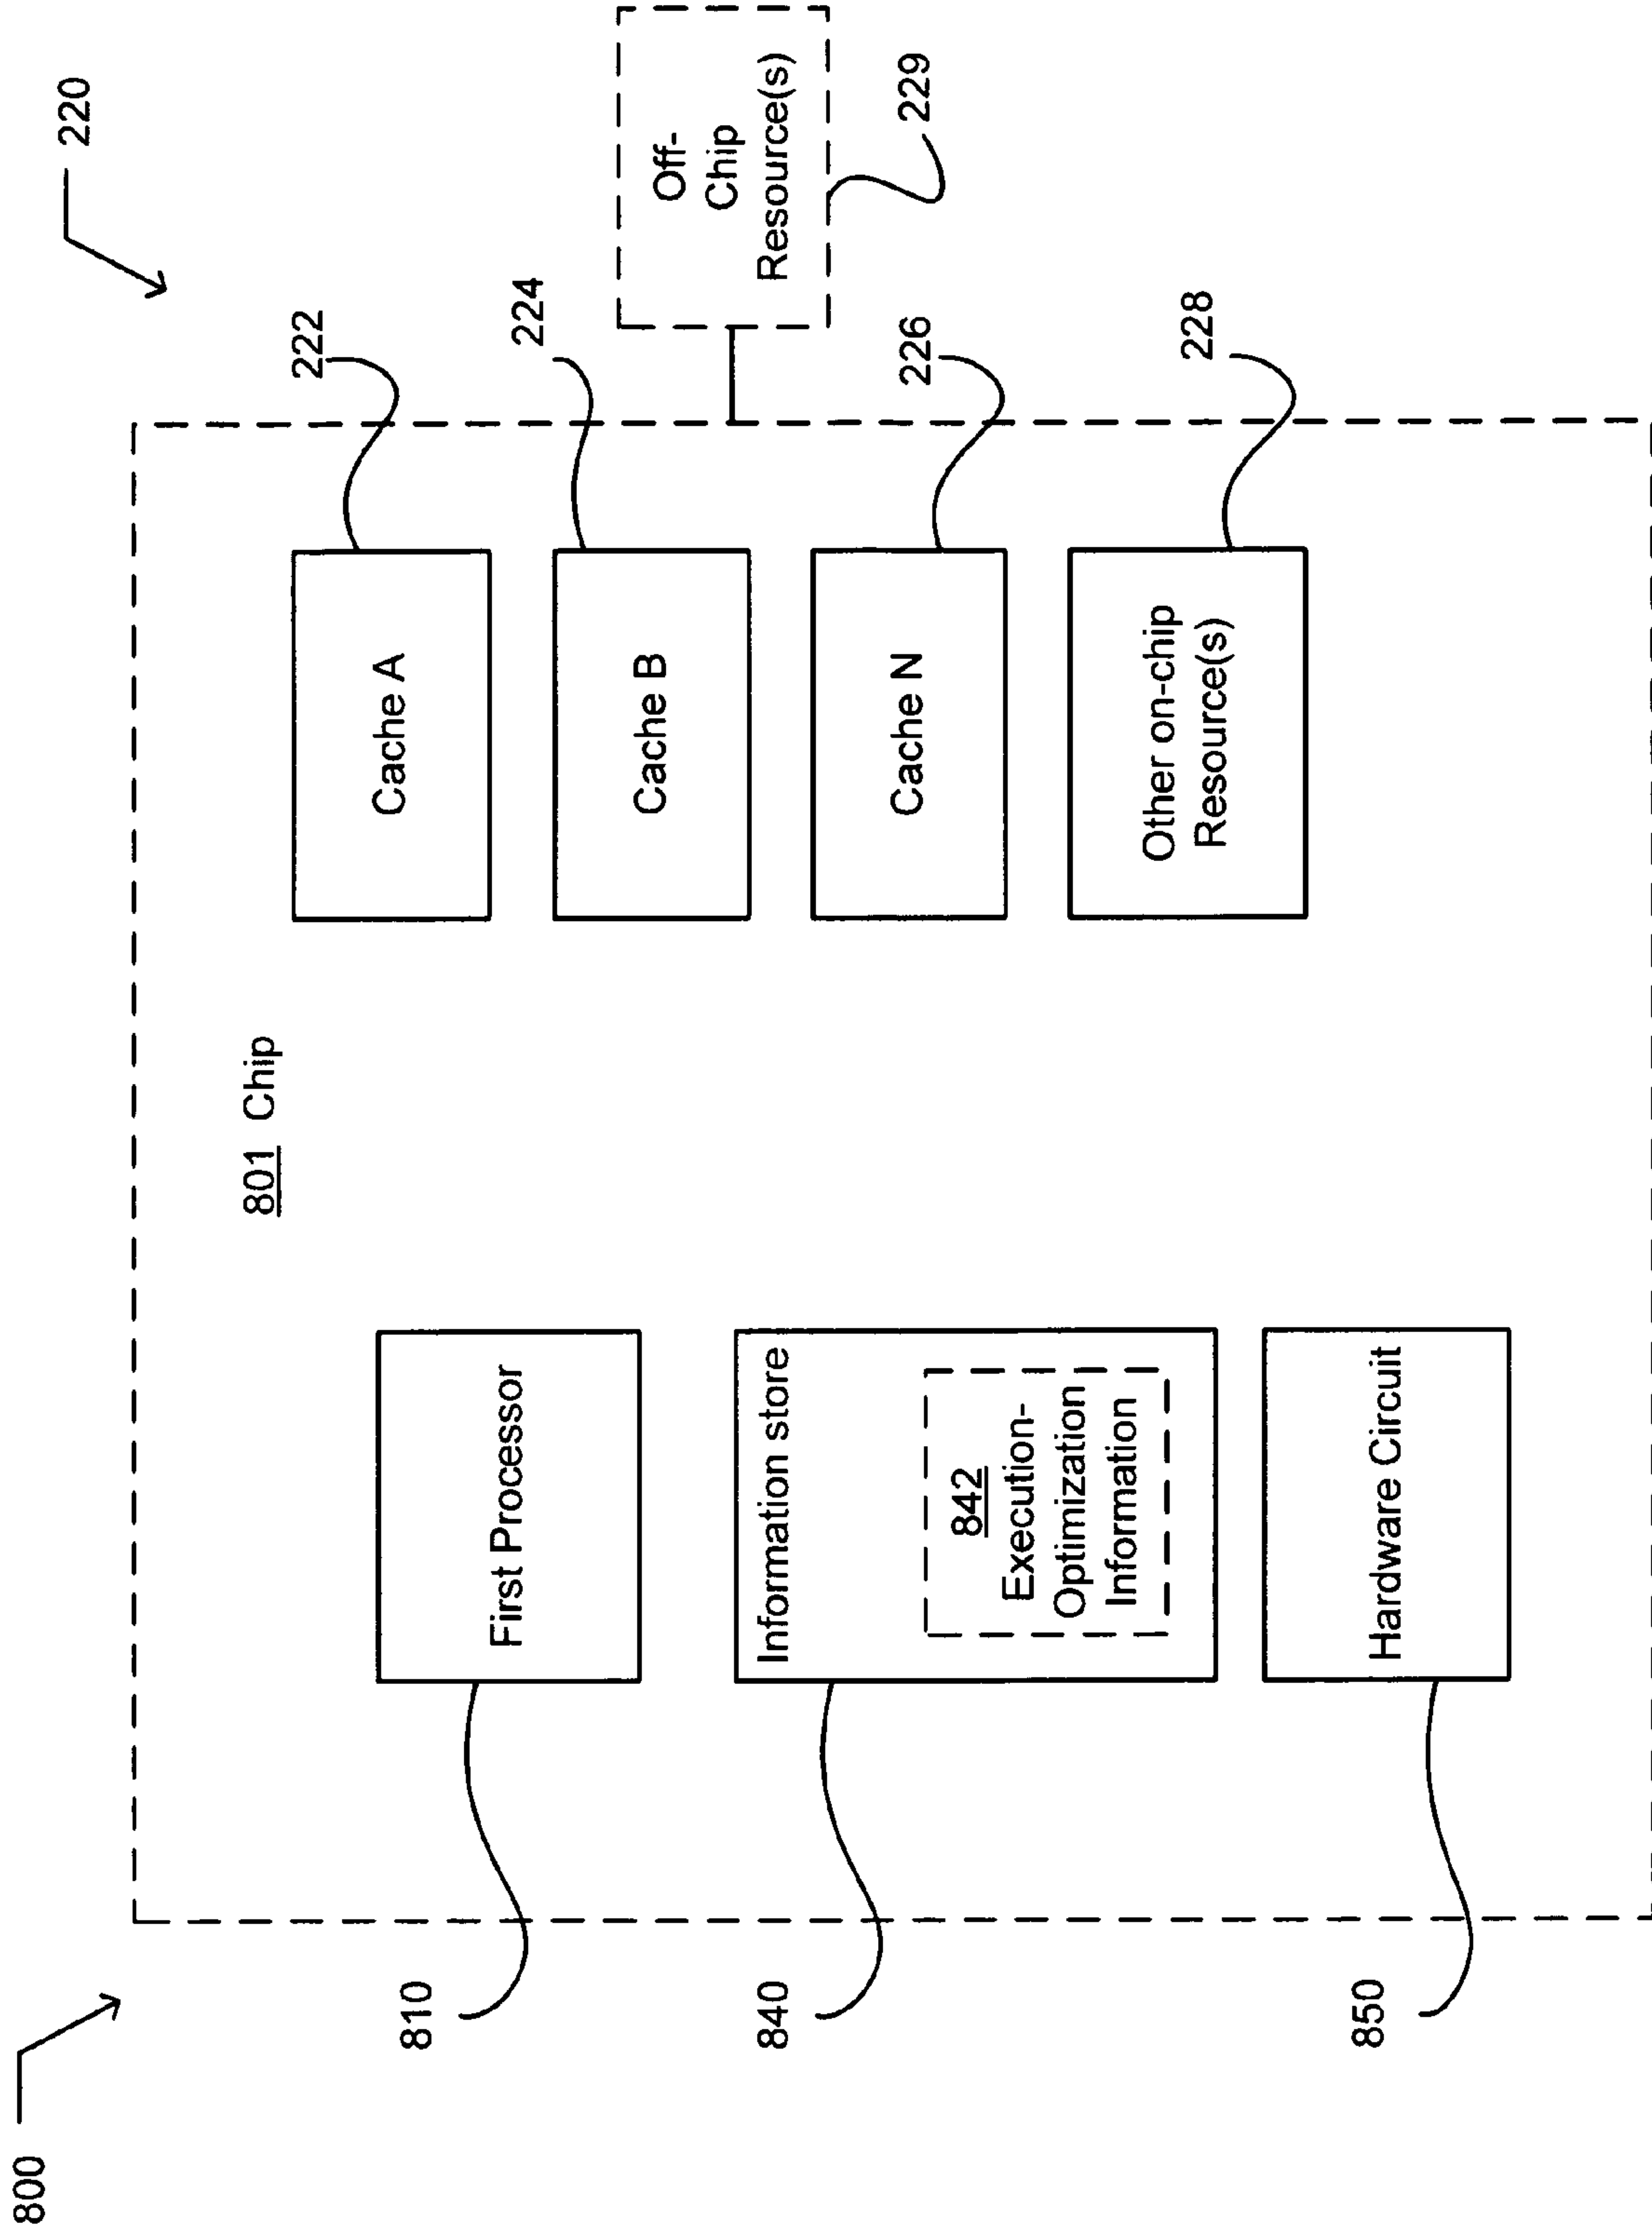 800
220
801 Chip
810
First Processor
Cache A
222
Cache B
224
Off-
Chip
Resource(s)
229
840
Information store
842
Execution-
Optimization
Information
Cache N
226
850
Hardware Circuit
Other on-chip
Resource(s)
228